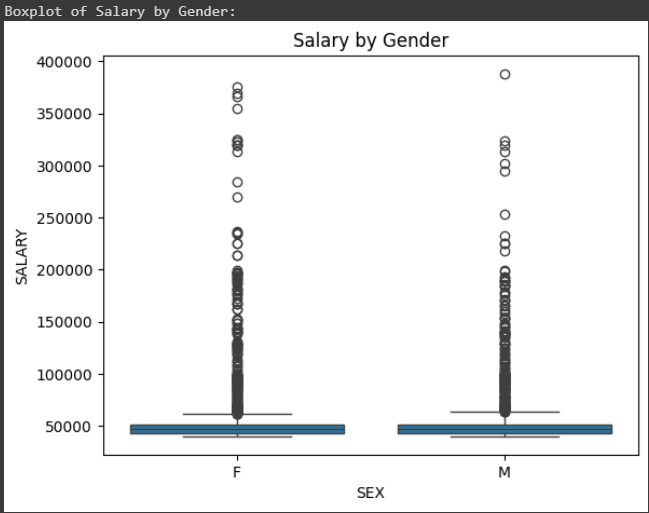 Boxplot of Salary by Gender:
Salary by Gender
400000
350000
300000
250000
200000
150000
100000
50000
SALARY
F M
SEX